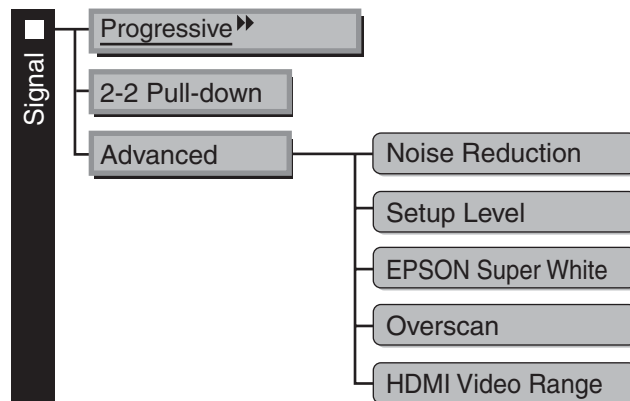 Signal
Progressive
2-2 Pull-down
Advanced
Noise Reduction
Setup Level
EPSON Super White
Overscan
HDMI Video Range